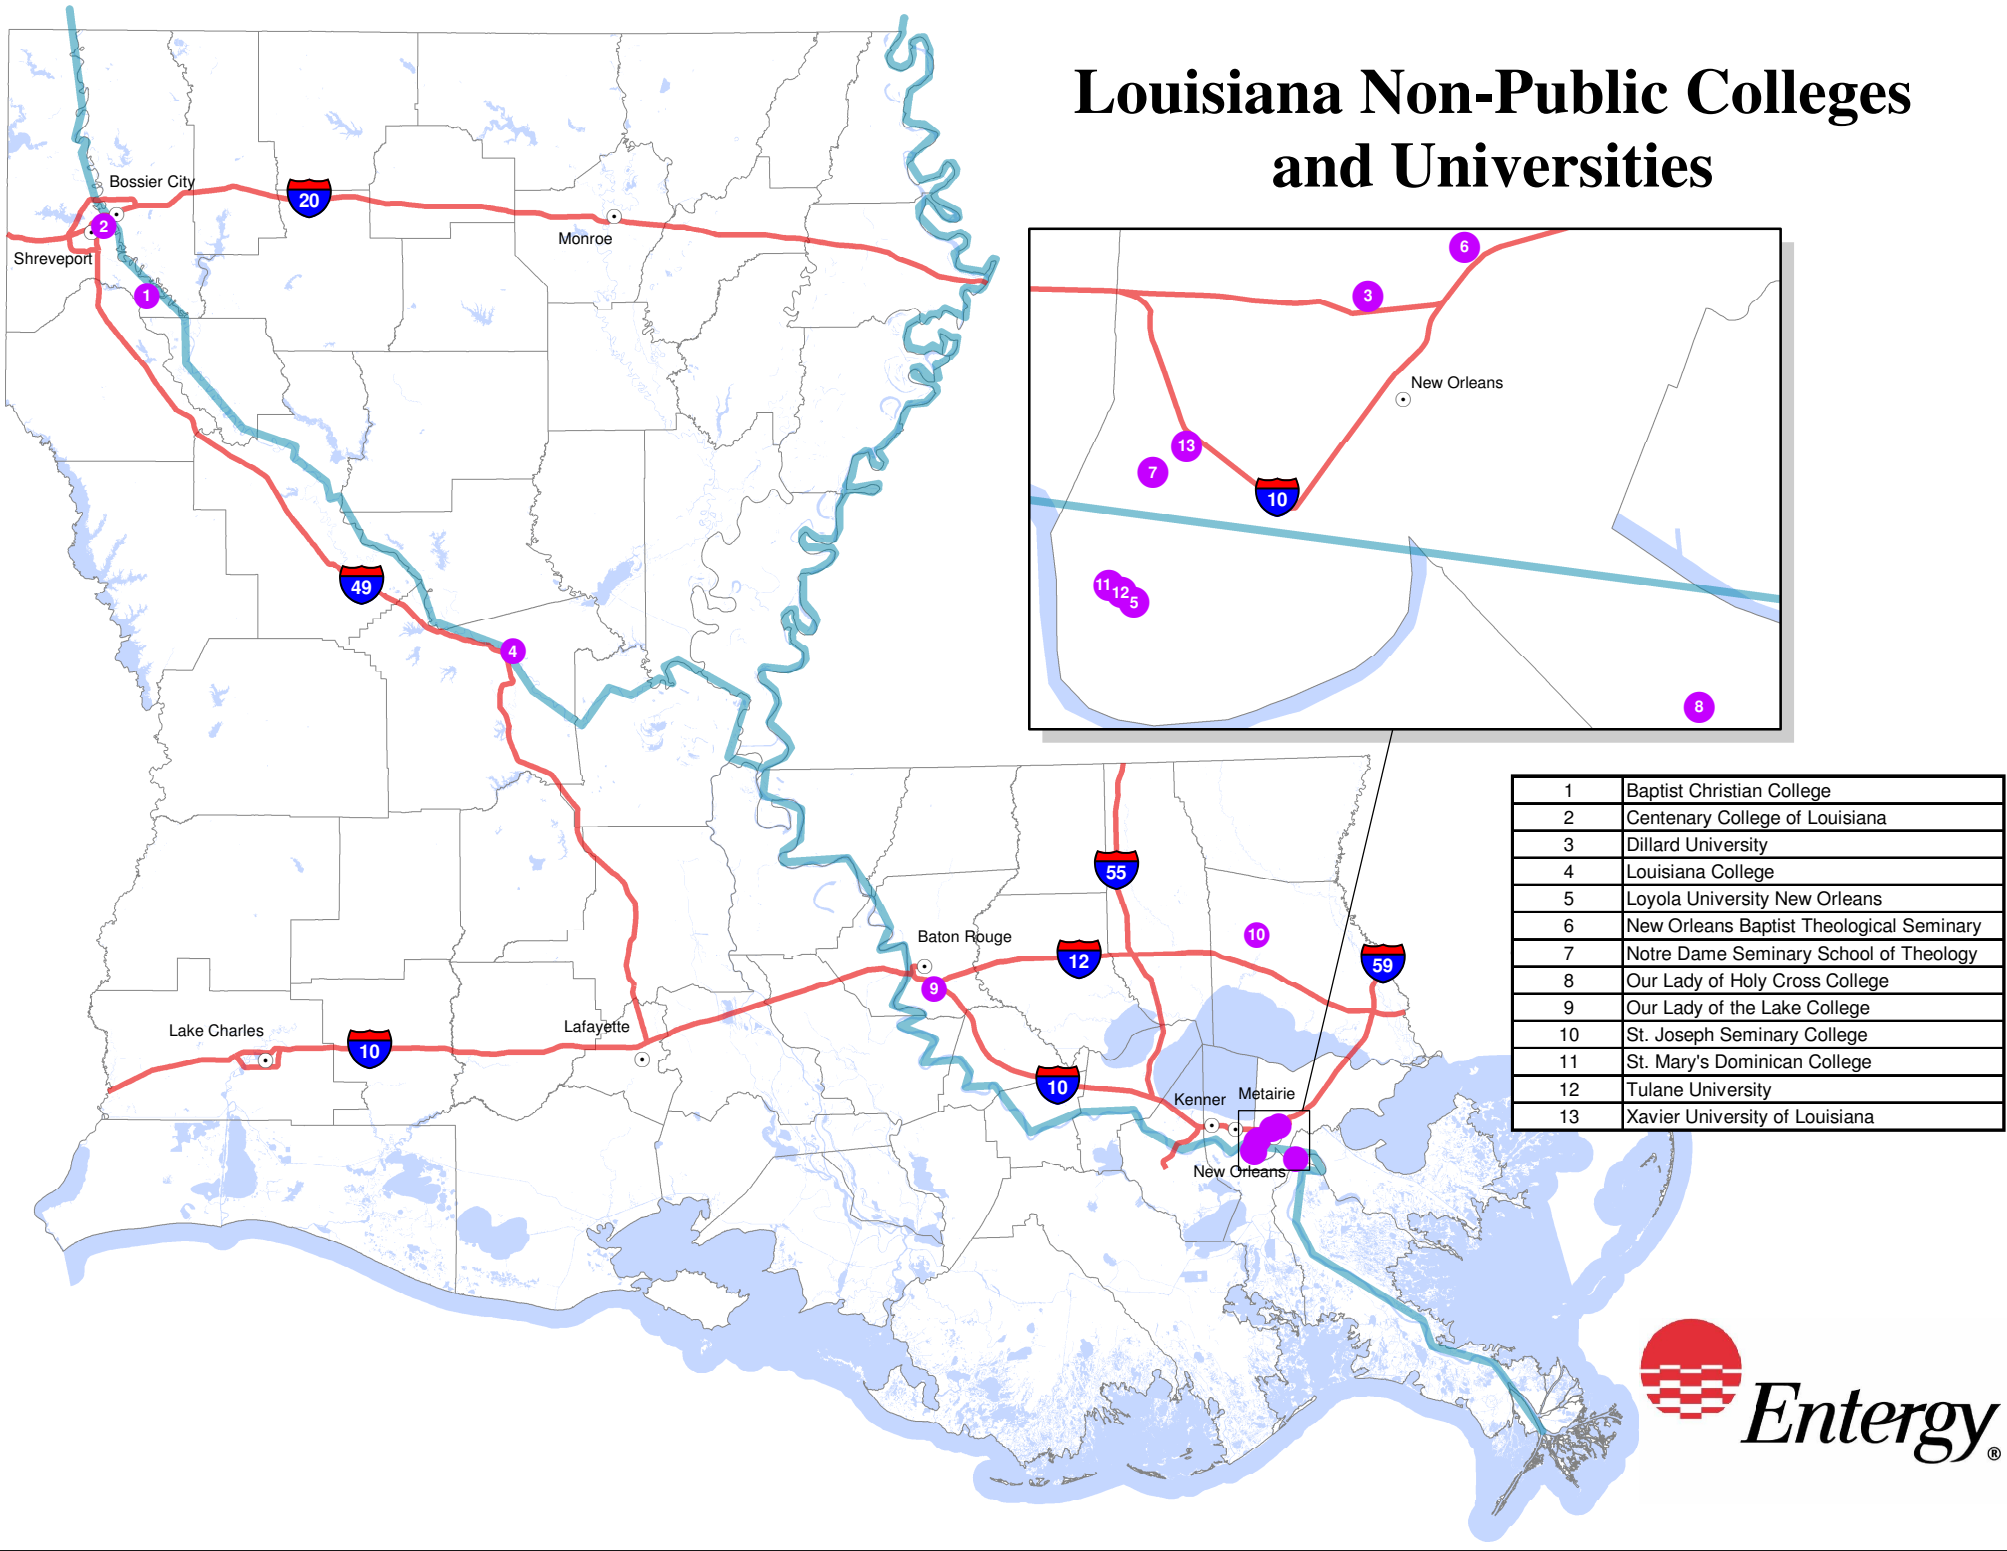 Louisiana Non-Public Colleges
and Universities
Bossier City
20
2
Shreveport
Monroe
1
49
4
6
3
New Orleans
13
7
10
11
12
5
8
55
Baton Rouge
10
12
59
9
Lake Charles
Lafayette
10
10
Kenner
Metairie
New Orleans
1 Baptist Christian College
2 Centenary College of Louisiana
3 Dillard University
4 Louisiana College
5 Loyola University New Orleans
6 New Orleans Baptist Theological Seminary
7 Notre Dame Seminary School of Theology
8 Our Lady of Holy Cross College
9 Our Lady of the Lake College
10 St. Joseph Seminary College
11 St. Mary's Dominican College
12 Tulane University
13 Xavier University of Louisiana
Entergy®